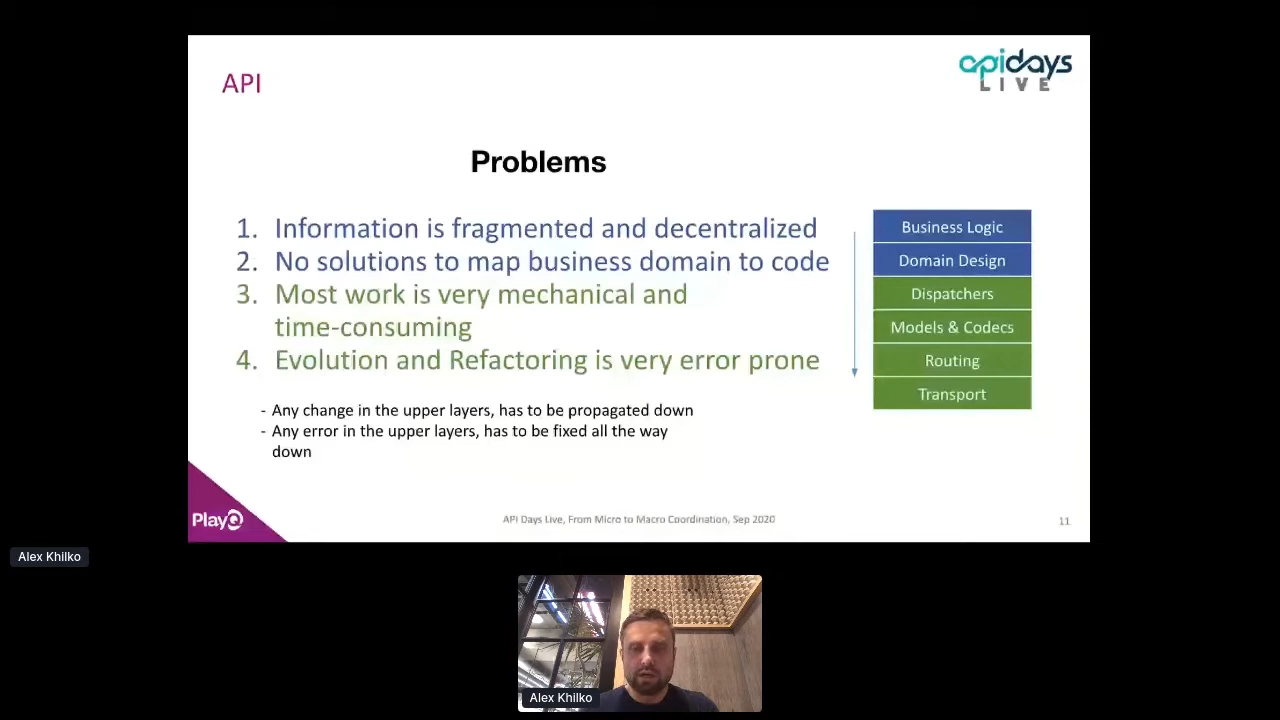 API
apidays
LIVE
Problems
1. Information is fragmented and decentralized
2. No solutions to map business domain to code
3. Most work is very mechanical and
time-consuming
4. Evolution and Refactoring is very error prone
- Any change in the upper layers, has to be propagated down
- Any error in the upper layers, has to be fixed all the way
down
Business Logic
Domain Design
Dispatchers
Models & Codecs
Routing
Transport
PlayQ
API Days Live, From Micro to Macro Coordination, Sep 2020
11
Alex Khilko
Alex Khilko